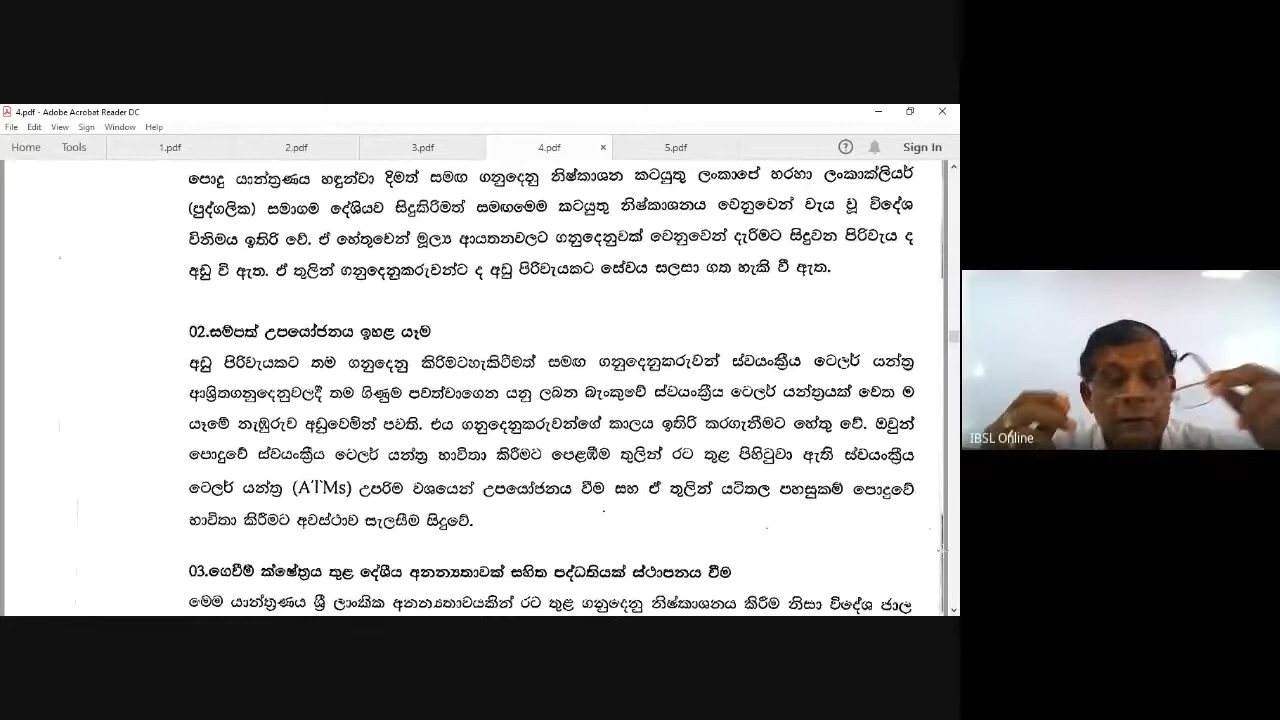 4.pdf - Adobe Acrobat Reader DC
File Edit View Sign Window Help
Home Tools 1.pdf 2.pdf 3.pdf 4.pdf × 5.pdf Sign In
පොදු යාන්ත්‍රණය හඳුන්වා දිමත් සමඟ ගනුදෙනු නිෂ්කාශන කටයුතු ලංකාපේ හරහා ලංකාක්ලියර්
(පුද්ගලික) සමාගම දේශියව සිදුකිරිමත් සමඟමෙම කටයුතු නිෂ්කාශනය වෙනුවෙන් වැය වූ විදේශ
විනිමය ඉතිරි වේ. ඒ හේතුවෙන් මූල්‍ය ආයතනවලට ගනුදෙනුවක් වෙනුවෙන් දැරීමට සිදුවන පිරිවැය ද
අඩු වි ඇත. ඒ තුලින් ගනුදෙනුකරුවන්ට ද අඩු පිරිවැයකට සේවය සලසා ගත හැකි වී ඇත.
02.සම්පත් උපයෝජනය ඉහළ යෑම
අඩු පිරිවැයකට තම ගනුදෙනු කිරිමටහැකිවීමත් සමඟ ගනුදෙනුකරුවන් ස්වයංක්‍රීය ටෙලර් යන්ත්‍ර
ආශ්‍රිතගනුදෙනුවලදී තම ගිණුම පවත්වාගෙන යනු ලබන බැංකුවේ ස්වයංක්‍රීය ටෙලර් යන්ත්‍රයක් වෙත ම
යෑමේ නැඹුරුව අඩුවෙමින් පවති. එය ගනුදෙනුකරුවන්ගේ කාලය ඉතිරි කරගැනීමට හේතු වේ. ඔවුන්
පොදුවේ ස්වයංක්‍රීය ටෙලර් යන්ත්‍ර භාවිතා කිරීමට පෙළඹීම තුලින් රට තුළ පිහිටුවා ඇති ස්වයංක්‍රීය
ටෙලර් යන්ත්‍ර (ATMs) උපරිම වශයෙන් උපයෝජනය වීම සහ ඒ තුලින් යටිතල පහසුකම් පොදුවේ
භාවිතා කිරීමට අවස්ථාව සැලසීම සිදුවේ.
03.ගෙවීම් ක්ෂේත්‍රය තුළ දේශීය අනන්‍යතාවක් සහිත පද්ධතියක් ස්ථාපනය වීම
මෙම යාන්ත්‍රණය ශ්‍රී ලාංකික අනන්‍යතාවයකින් රට තුළ ගනුදෙනු නිෂ්කාශනය කිරීම නිසා විදේශ ජාල
IBSL Online